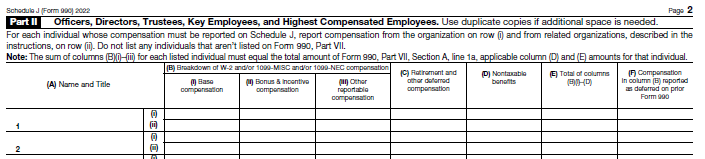 Schedule J (Form 990) 2022 Page 2
Part II Officers, Directors, Trustees, Key Employees, and Highest Compensated Employees. Use duplicate copies if additional space is needed.
For each individual whose compensation must be reported on Schedule J, report compensation from the organization on row (i) and from related organizations, described in the
instructions, on row (ii). Do not list any individuals that aren't listed on Form 990, Part VII.
Note: The sum of columns (B)(i)–(iii) for each listed individual must equal the total amount of Form 990, Part VII, Section A, line 1a, applicable column (D) and (E) amounts for that individual.
(A) Name and Title
(B) Breakdown of W-2 and/or 1099-MISC and/or 1099-NEC compensation
(i) Base
compensation
(ii) Bonus & incentive
compensation
(iii) Other
reportable
compensation
(C) Retirement and
other deferred
compensation
(D) Nontaxable
benefits
(E) Total of columns
(B)(i)–(D)
(F) Compensation
in column (B) reported
as deferred on prior
Form 990
(i)
1 (ii)
(i)
2 (ii)
(i)